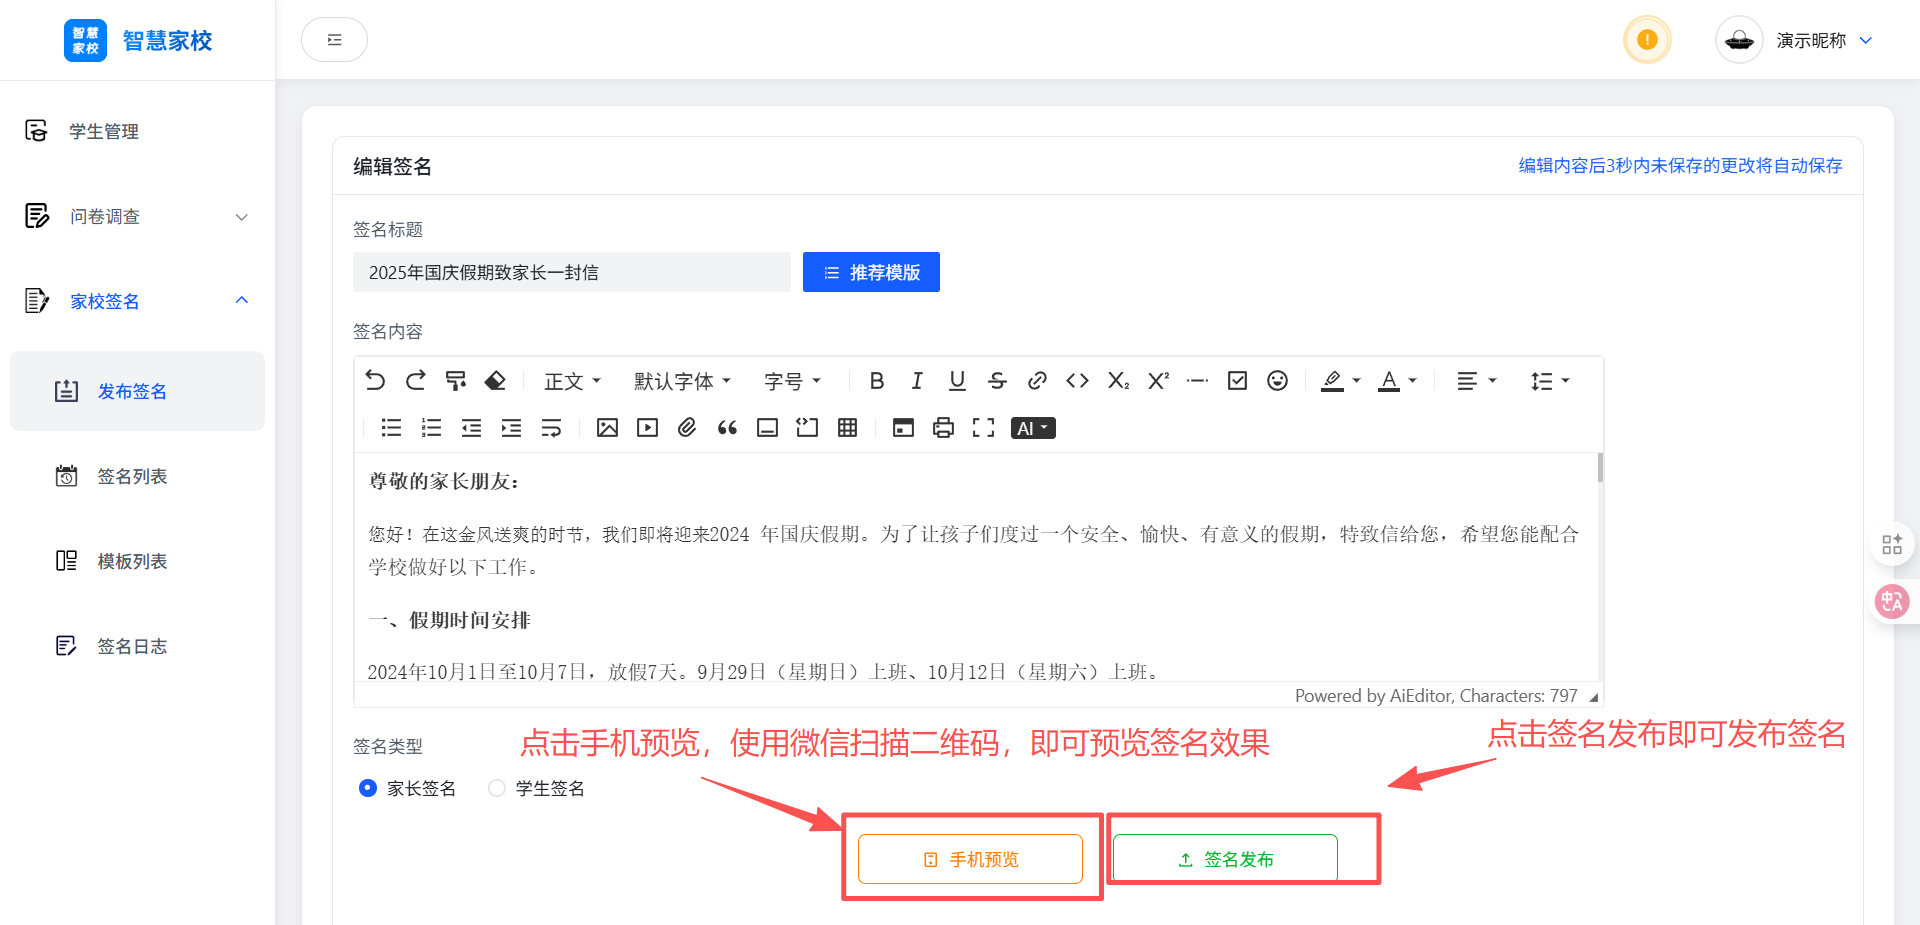 智慧
家校
智慧家校
演示昵称
学生管理
问卷调查
家校签名
发布签名
签名列表
模板列表
签名日志
编辑签名
编辑内容后3秒内未保存的更改将自动保存
签名标题
2025年国庆假期致家长一封信
推荐模版
签名内容
正文 默认字体 字号
AI
尊敬的家长朋友：
您好！在这金风送爽的时节，我们即将迎来2024 年国庆假期。为了让孩子们度过一个安全、愉快、有意义的假期，特致信给您，希望您能配合
学校做好以下工作。
一、假期时间安排
2024年10月1日至10月7日，放假7天。9月29日（星期日）上班、10月12日（星期六）上班。
Powered by AiEditor, Characters: 797
点击手机预览，使用微信扫描二维码，即可预览签名效果
点击签名发布即可发布签名
签名类型
家长签名 学生签名
手机预览
签名发布